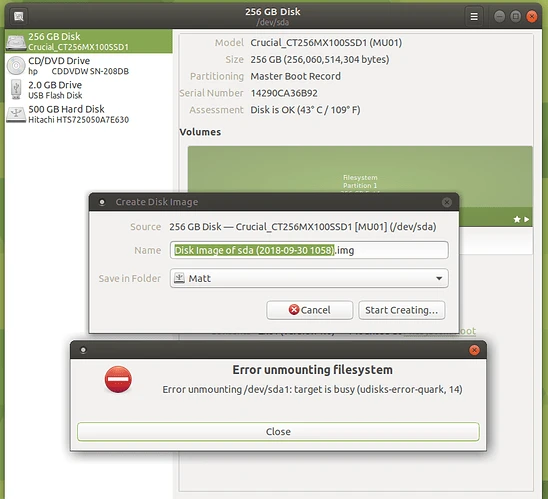 256 GB Disk
/dev/sda
256 GB Disk
Crucial_CT256MX100SSD1
CD/DVD Drive
hp CDDVDW SN-208DB
2.0 GB Drive
USB Flash Disk
500 GB Hard Disk
Hitachi HTS725050A7E630
Model Crucial_CT256MX100SSD1 (MU01)
Size 256 GB (256,060,514,304 bytes)
Partitioning Master Boot Record
Serial Number 14290CA36B92
Assessment Disk is OK (43° C / 109° F)
Volumes
Filesystem
Partition 1
Create Disk Image
Source 256 GB Disk — Crucial_CT256MX100SSD1 [MU01] (/dev/sda)
Name Disk Image of sda (2018-09-30 1058).img
Save in Folder Matt
Cancel Start Creating...
Error unmounting filesystem
Error unmounting /dev/sda1: target is busy (udisks-error-quark, 14)
Close